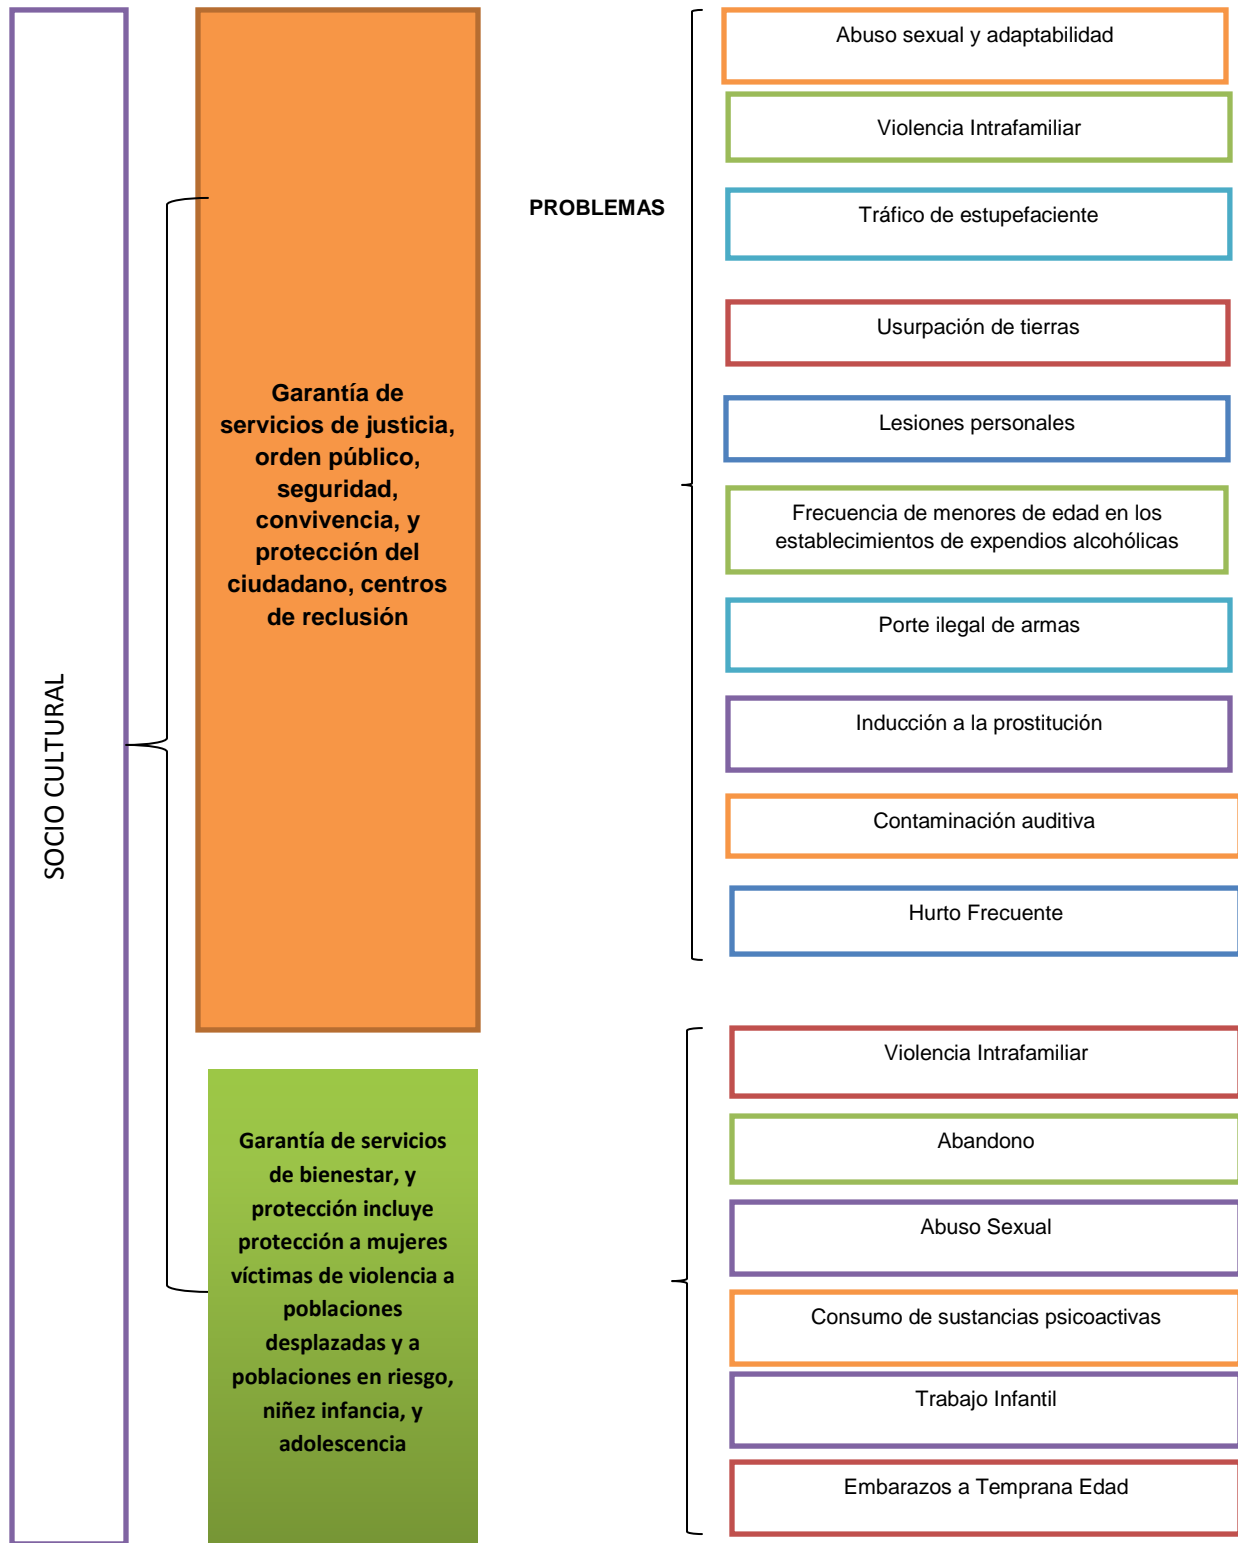 SOCIO CULTURAL
Garantía de
servicios de justicia,
orden público,
seguridad,
convivencia, y
protección del
ciudadano, centros
de reclusión
PROBLEMAS
Abuso sexual y adaptabilidad
Violencia Intrafamiliar
Tráfico de estupefaciente
Usurpación de tierras
Lesiones personales
Frecuencia de menores de edad en los
establecimientos de expendios alcohólicas
Porte ilegal de armas
Inducción a la prostitución
Contaminación auditiva
Hurto Frecuente
Garantía de servicios
de bienestar, y
protección incluye
protección a mujeres
víctimas de violencia a
poblaciones
desplazadas y a
poblaciones en riesgo,
niñez infancia, y
adolescencia
Violencia Intrafamiliar
Abandono
Abuso Sexual
Consumo de sustancias psicoactivas
Trabajo Infantil
Embarazos a Temprana Edad